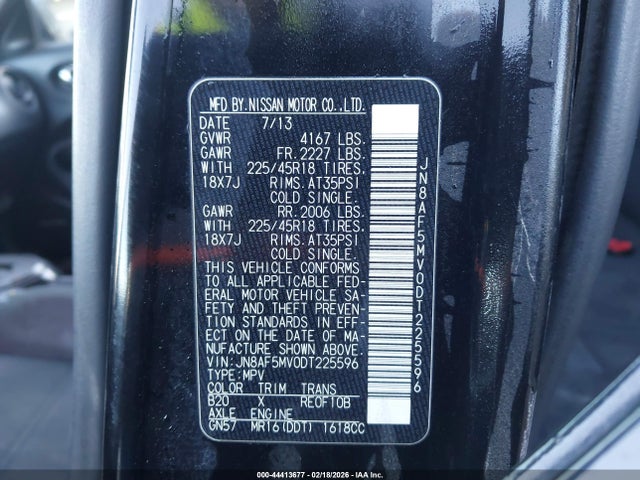 MFD BY.NISSAN MOTOR CO.,LTD.
DATE 7/13
GVWR 4167 LBS.
GAWR FR. 2227 LBS.
WITH 225/45R18 TIRES.
18X7J RIMS. AT35PSI
COLD SINGLE.
GAWR RR. 2006 LBS.
WITH 225/45R18 TIRES.
18X7J RIMS. AT35PSI
COLD SINGLE.
THIS VEHICLE CONFORMS
TO ALL APPLICABLE FED-
ERAL MOTOR VEHICLE SA-
FETY AND THEFT PREVEN-
TION STANDARDS IN EFF-
ECT ON THE DATE OF MA-
NUFACTURE SHOWN ABOVE.
VIN:JN8AF5MV0DT225596
TYPE:MPV
COLOR TRIM TRANS
B20 X RE0F10B
AXLE ENGINE
GN57 MR16(DDT) 1618CC
JN8AF5MV0DT225596
000-44413677 - 02/18/2026 - IAAI.com